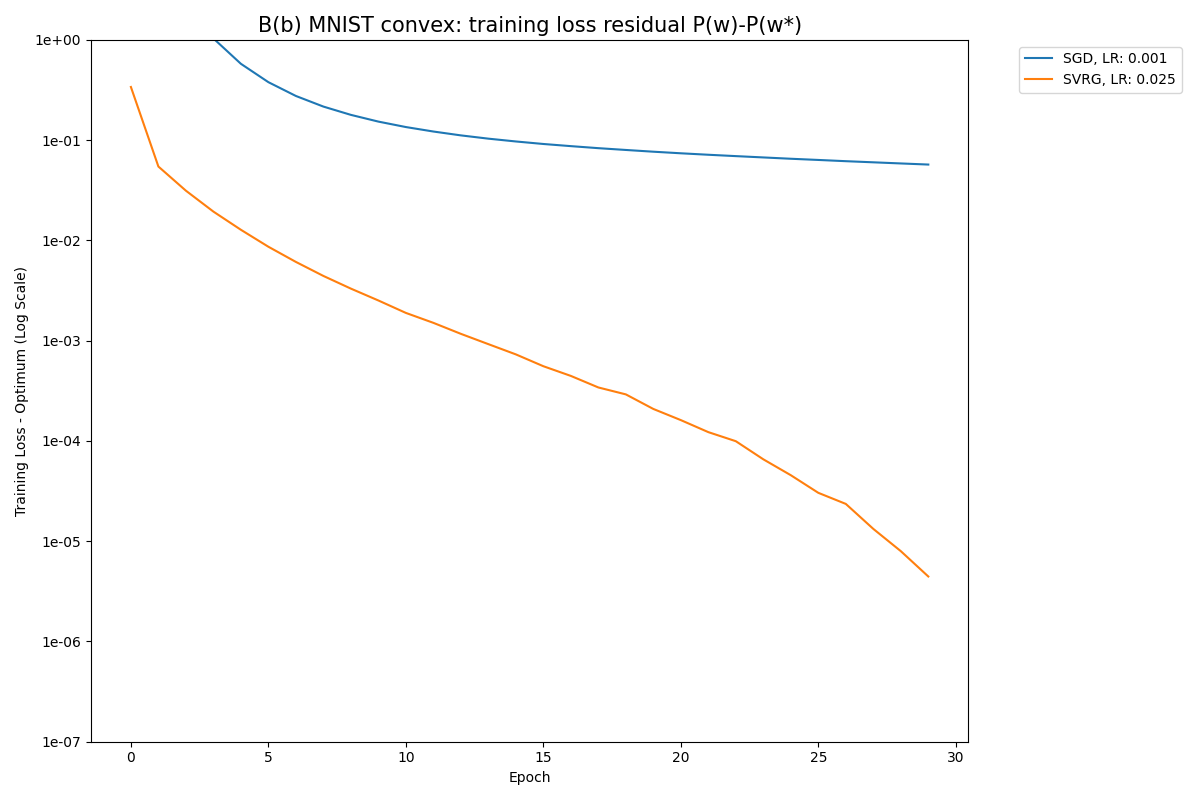 B(b) MNIST convex: training loss residual P(w)-P(w*)
1e+00
1e-01
1e-02
1e-03
1e-04
1e-05
1e-06
1e-07
Training Loss - Optimum (Log Scale)
0 5 10 15 20 25 30
Epoch
SGD, LR: 0.001
SVRG, LR: 0.025